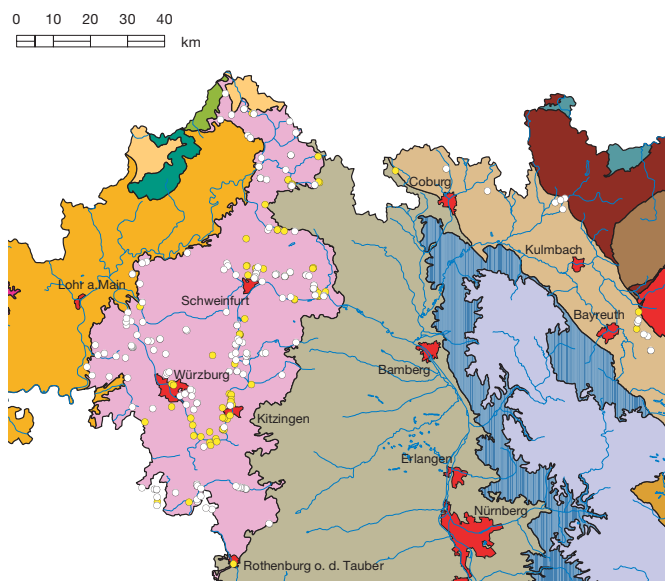 0 10 20 30 40
km
Coburg
Kulmbach
Lohr a.Main
Schweinfurt
Bayreuth
Würzburg
Bamberg
Kitzingen
Erlangen
Nürnberg
Rothenburg o. d. Tauber